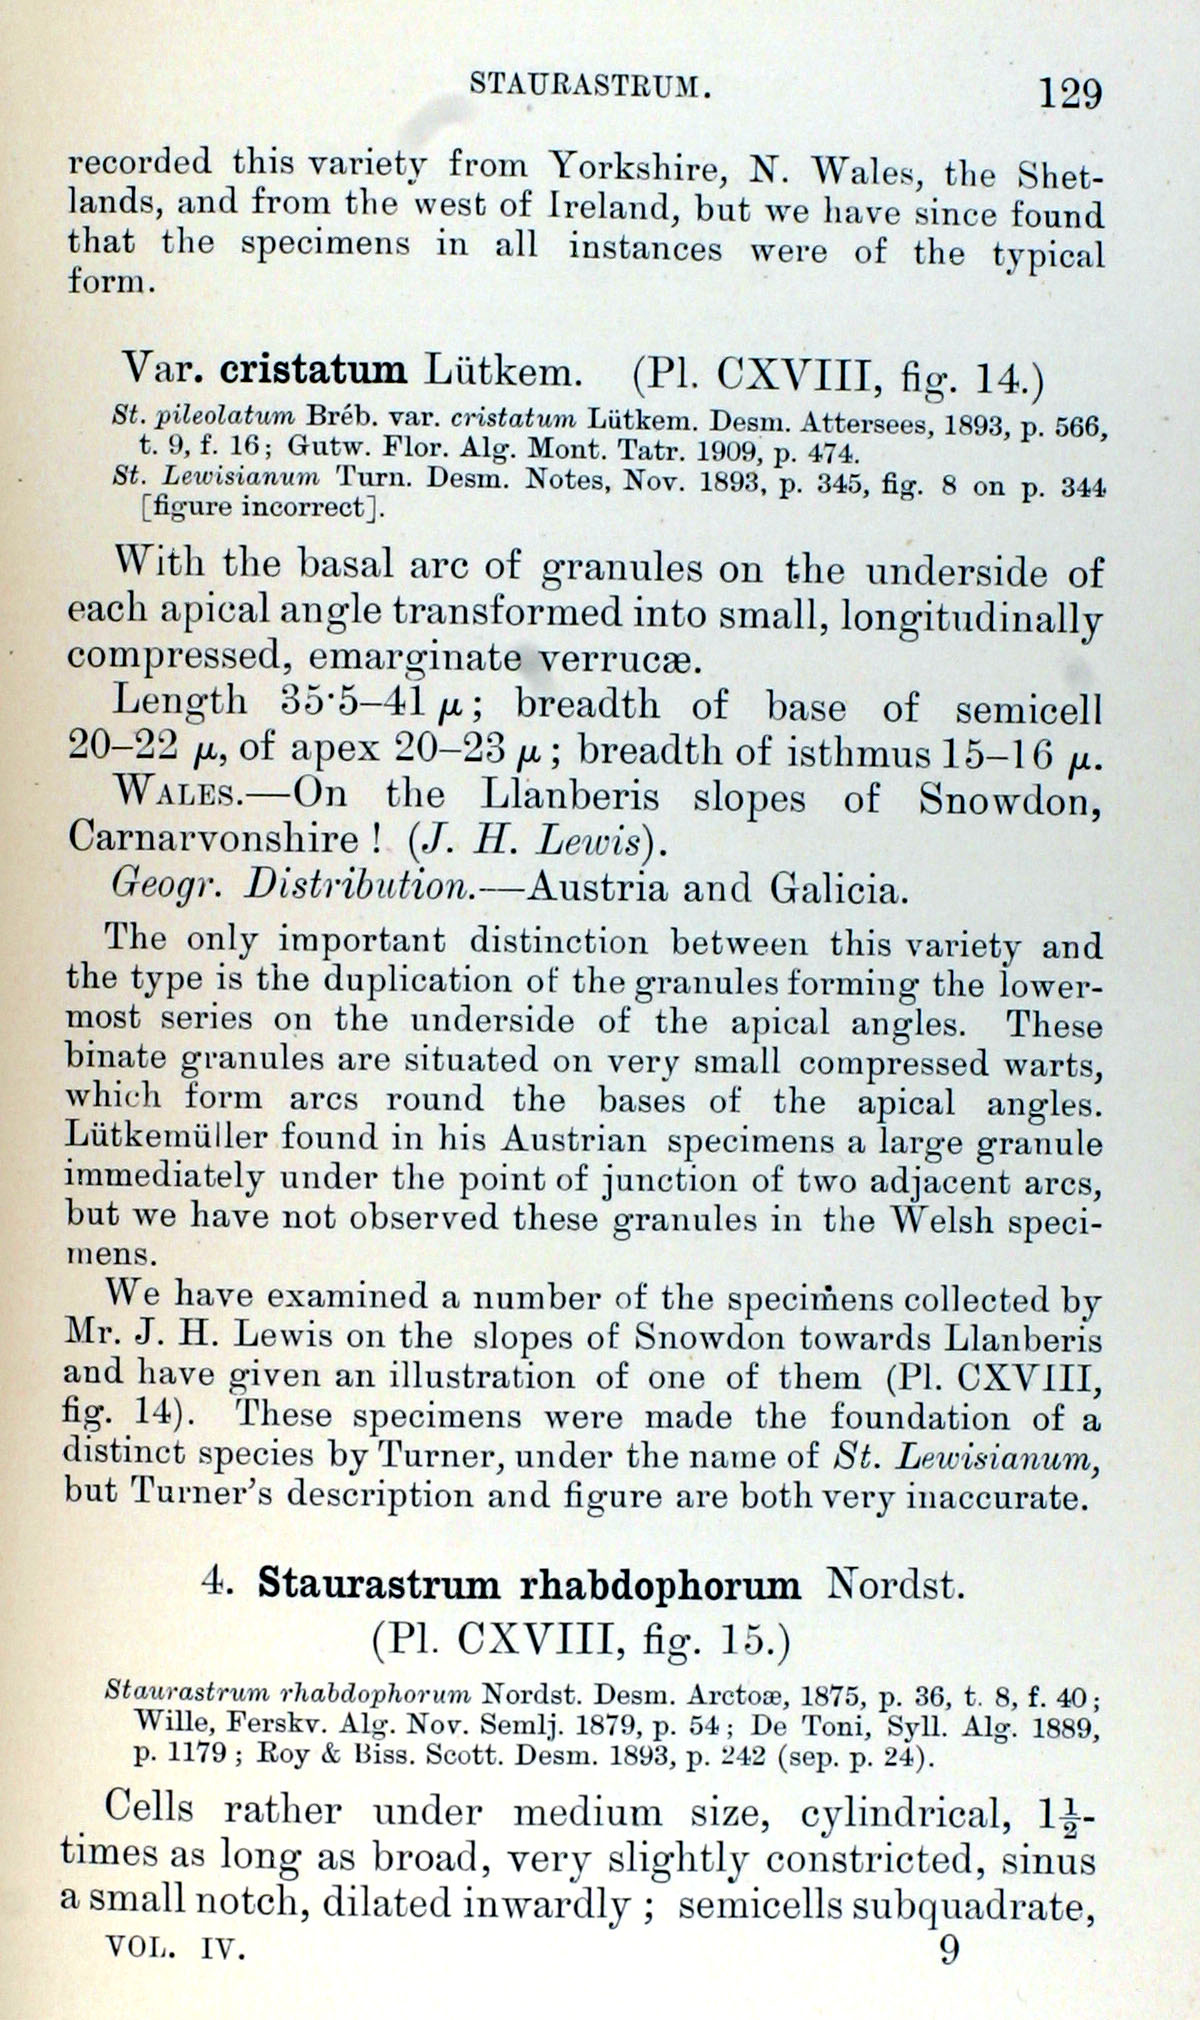 STAURASTRUM. 129
recorded this variety from Yorkshire, N. Wales, the Shet-
lands, and from the west of Ireland, but we have since found
that the specimens in all instances were of the typical
form.
Var. cristatum Lütkem. (Pl. CXVIII, fig. 14.)
St. pileolatum Bréb. var. cristatum Lütkem. Desm. Attersees, 1893, p. 566,
t. 9, f. 16; Gutw. Flor. Alg. Mont. Tatr. 1909, p. 474.
St. Lewisianum Turn. Desm. Notes, Nov. 1893, p. 345, fig. 8 on p. 344
[figure incorrect].
With the basal arc of granules on the underside of
each apical angle transformed into small, longitudinally
compressed, emarginate verrucæ.
Length 35·5–41 μ; breadth of base of semicell
20–22 μ, of apex 20–23 μ; breadth of isthmus 15–16 μ.
WALES.—On the Llanberis slopes of Snowdon,
Carnarvonshire! (J. H. Lewis).
Geogr. Distribution.—Austria and Galicia.
The only important distinction between this variety and
the type is the duplication of the granules forming the lower-
most series on the underside of the apical angles. These
binate granules are situated on very small compressed warts,
which form arcs round the bases of the apical angles.
Lütkemüller found in his Austrian specimens a large granule
immediately under the point of junction of two adjacent arcs,
but we have not observed these granules in the Welsh speci-
mens.
We have examined a number of the specimens collected by
Mr. J. H. Lewis on the slopes of Snowdon towards Llanberis
and have given an illustration of one of them (Pl. CXVIII,
fig. 14). These specimens were made the foundation of a
distinct species by Turner, under the name of St. Lewisianum,
but Turner's description and figure are both very inaccurate.
4. Staurastrum rhabdophorum Nordst.
(Pl. CXVIII, fig. 15.)
Staurastrum rhabdophorum Nordst. Desm. Arctoæ, 1875, p. 36, t. 8, f. 40;
Wille, Ferskv. Alg. Nov. Semlj. 1879, p. 54; De Toni, Syll. Alg. 1889,
p. 1179; Roy & Biss. Scott. Desm. 1893, p. 242 (sep. p. 24).
Cells rather under medium size, cylindrical, 1½-
times as long as broad, very slightly constricted, sinus
a small notch, dilated inwardly; semicells subquadrate,
VOL. IV. 9